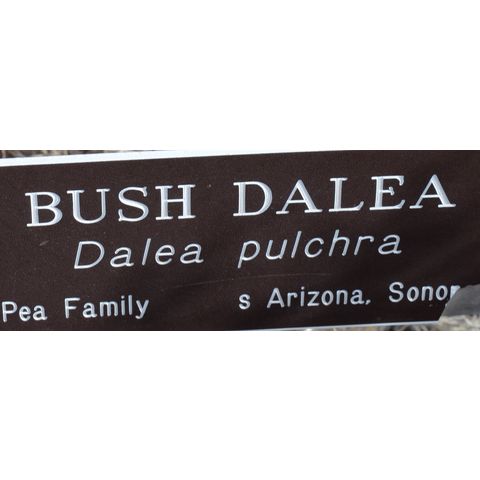 BUSH DALEA
Dalea pulchra
Pea Family s Arizona, Sonor